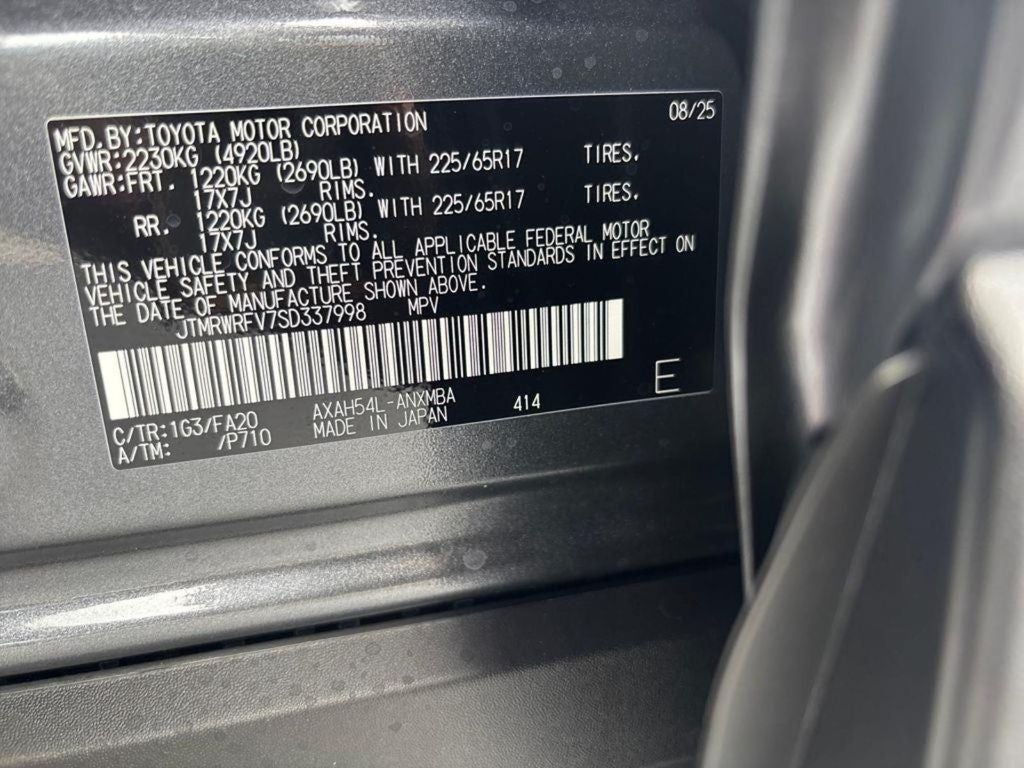 08/25
MFD.BY:TOYOTA MOTOR CORPORATION
GVWR:2230KG (4920LB)
GAWR:FRT. 1220KG (2690LB) WITH 225/65R17 TIRES.
17X7J RIMS.
RR. 1220KG (2690LB) WITH 225/65R17 TIRES.
17X7J RIMS.
THIS VEHICLE CONFORMS TO ALL APPLICABLE FEDERAL MOTOR
VEHICLE SAFETY AND THEFT PREVENTION STANDARDS IN EFFECT ON
THE DATE OF MANUFACTURE SHOWN ABOVE.
JTMRWRFV7SD337998 MPV
E
C/TR:1G3/FA20 AXAH54L-ANXMBA 414
A/TM: /P710 MADE IN JAPAN